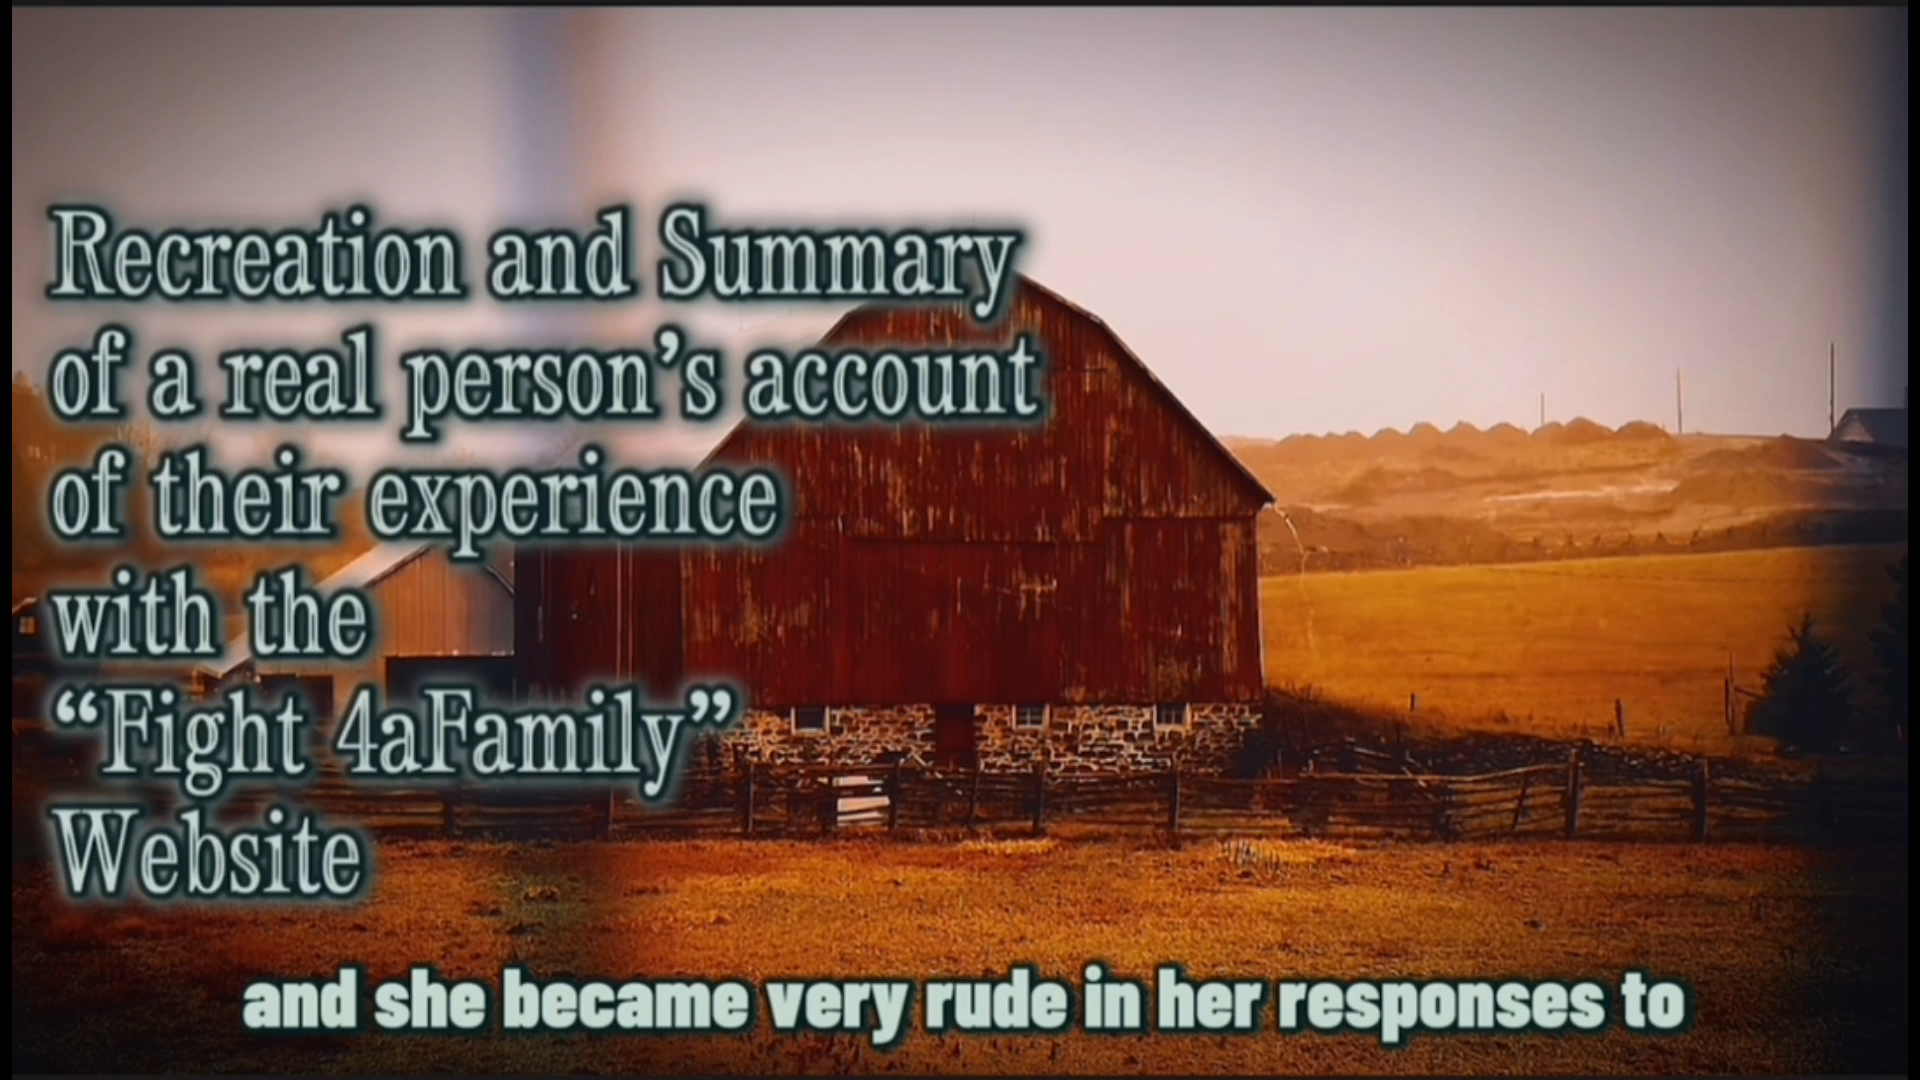 Recreation and Summary
of a real person’s account
of their experience
with the
“Fight 4aFamily”
Website
and she became very rude in her responses to